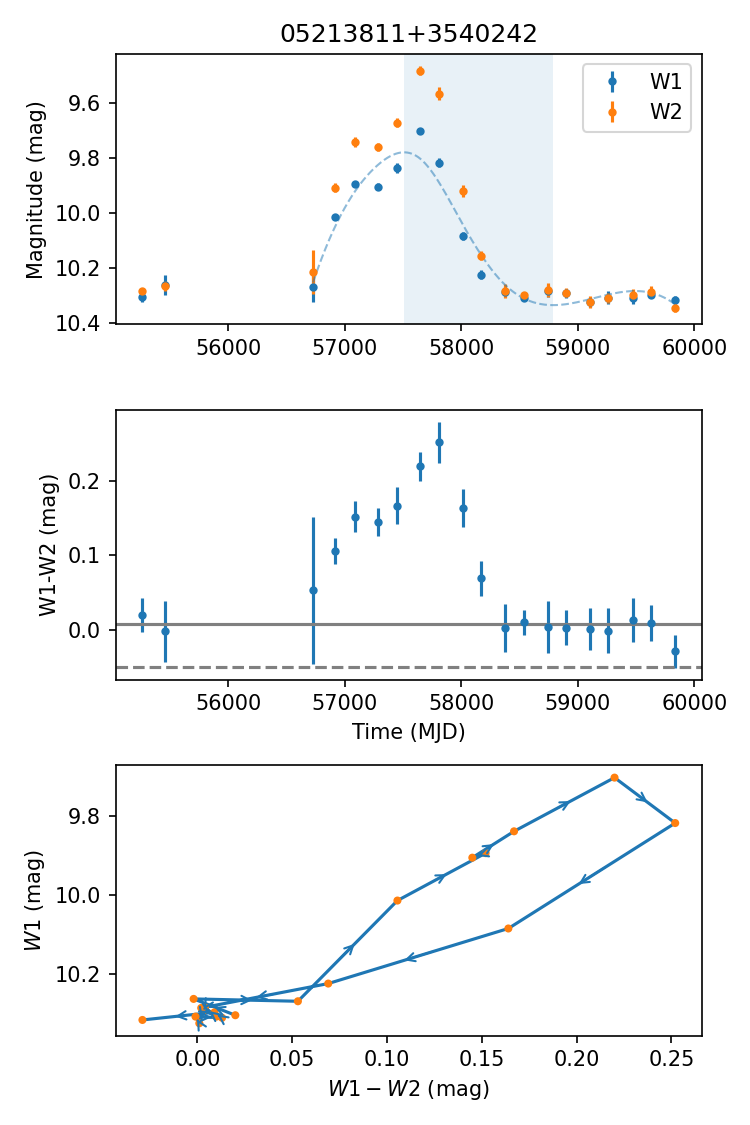 05213811+3540242
Magnitude (mag)
9.6
9.8
10.0
10.2
10.4
W1
W2
56000 57000 58000 59000 60000
W1-W2 (mag)
0.2
0.1
0.0
56000 57000 58000 59000 60000
Time (MJD)
W1 (mag)
9.8
10.0
10.2
0.00 0.05 0.10 0.15 0.20 0.25
W1 − W2 (mag)